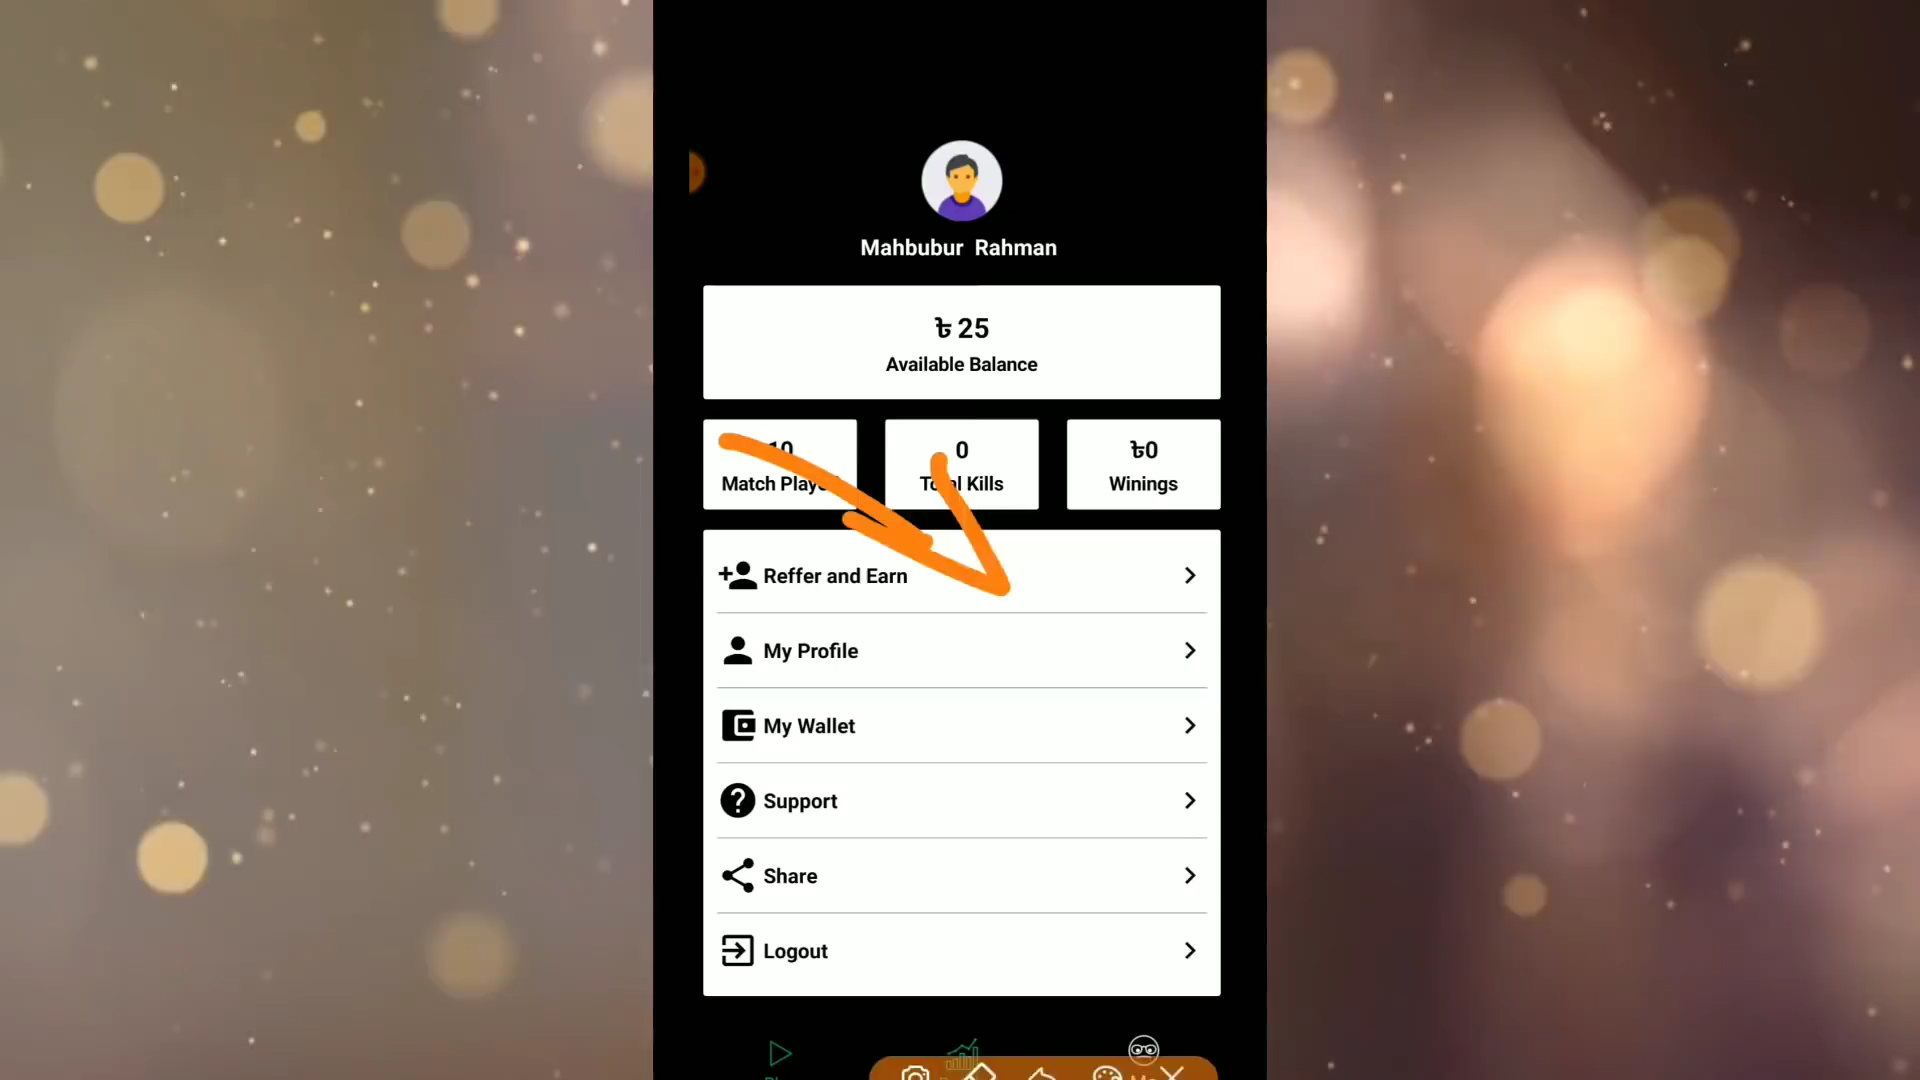 Mahbubur Rahman
৳ 25
Available Balance
10
0
৳0
Match Played
Total Kills
Winings
Reffer and Earn
My Profile
My Wallet
Support
Share
Logout